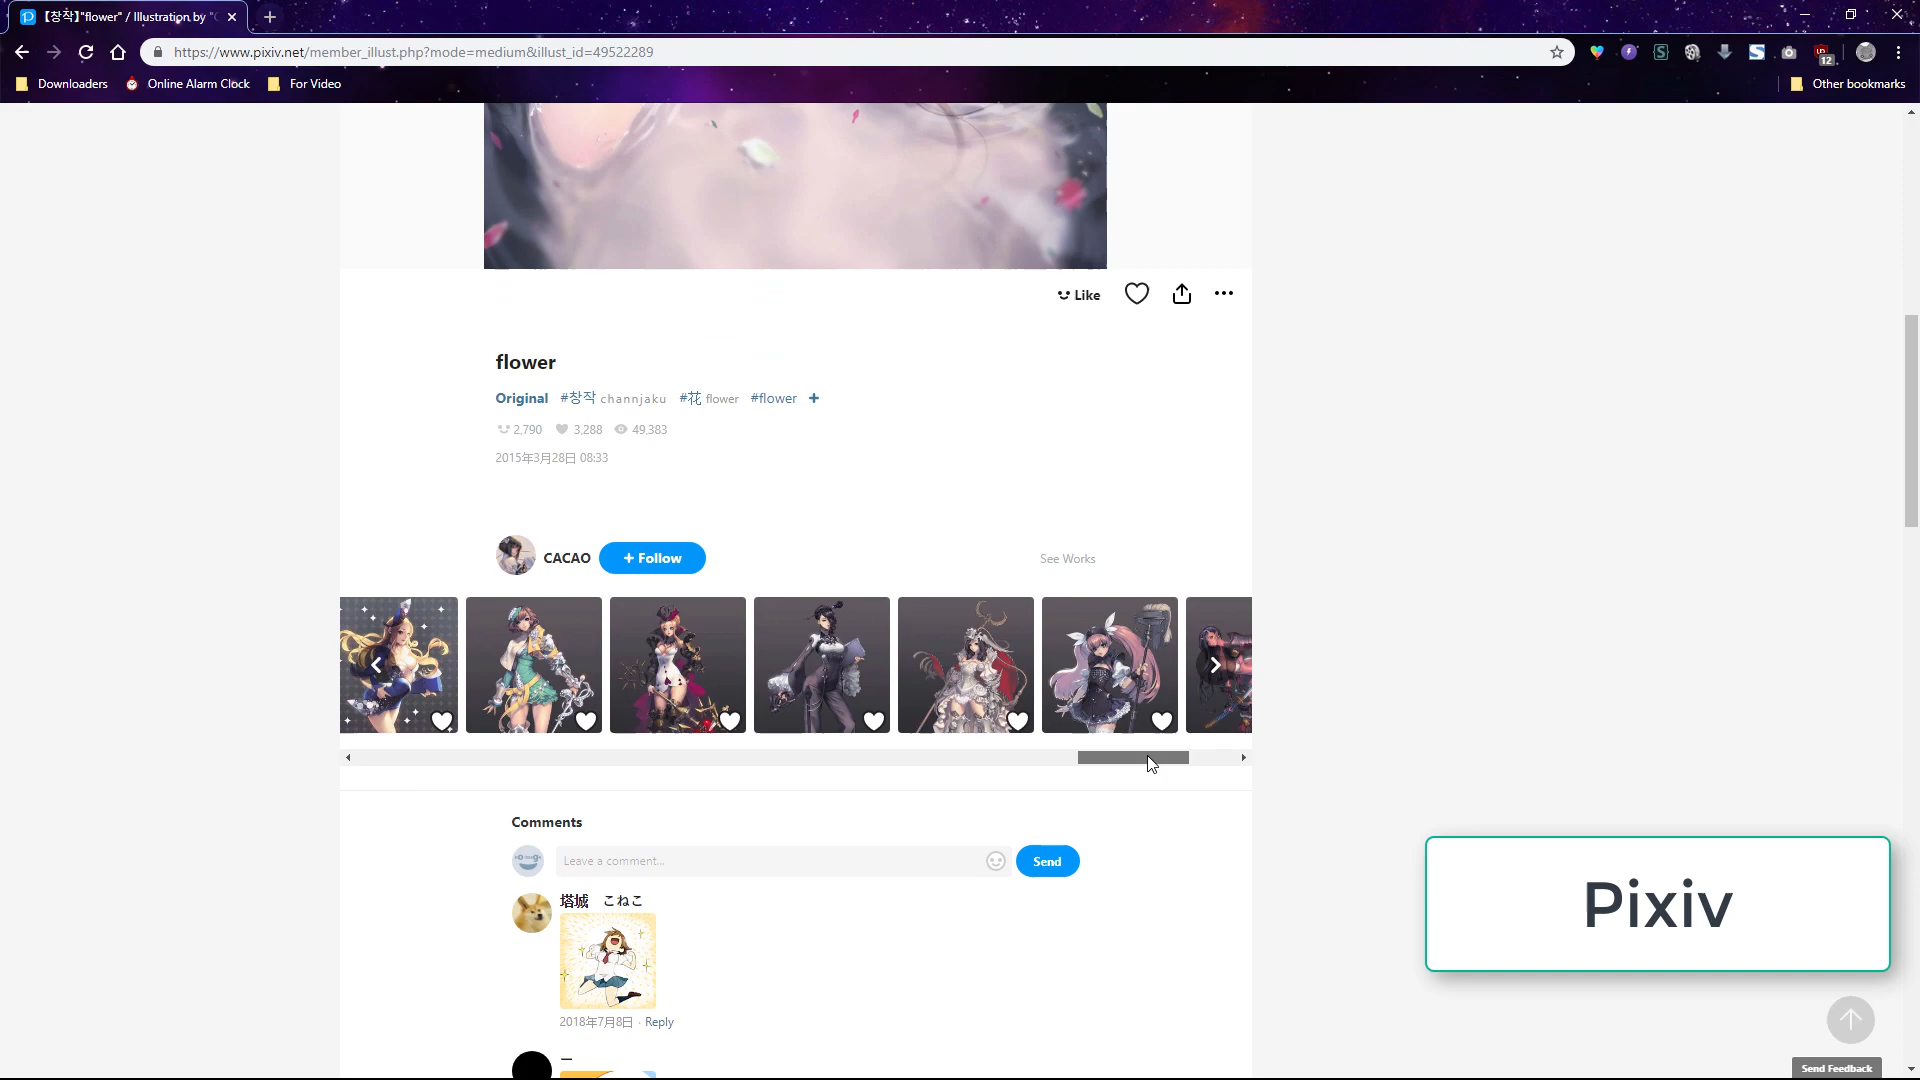 【창작】"flower" / Illustration by "
https://www.pixiv.net/member_illust.php?mode=medium&illust_id=49522289
12
Downloaders
Online Alarm Clock
For Video
Other bookmarks
Like
flower
Original #창작 channjaku #花 flower #flower +
2,790 3,288 49,383
2015年3月28日 08:33
CACAO + Follow See Works
Comments
Leave a comment... Send
塔城 こねこ
2018年7月8日 · Reply
ー
Pixiv
Send Feedback